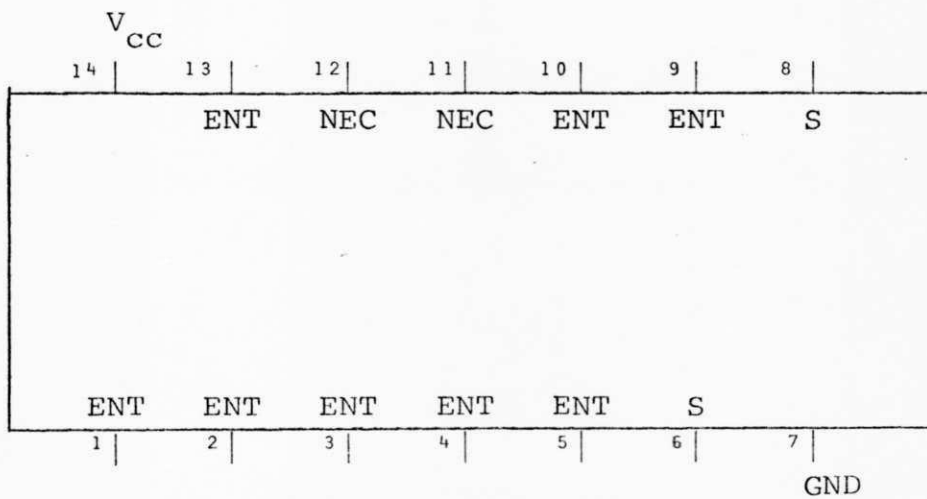 VCC
14 13 12 11 10 9 8
ENT NEC NEC ENT ENT S
ENT ENT ENT ENT ENT S
1 2 3 4 5 6 7
GND